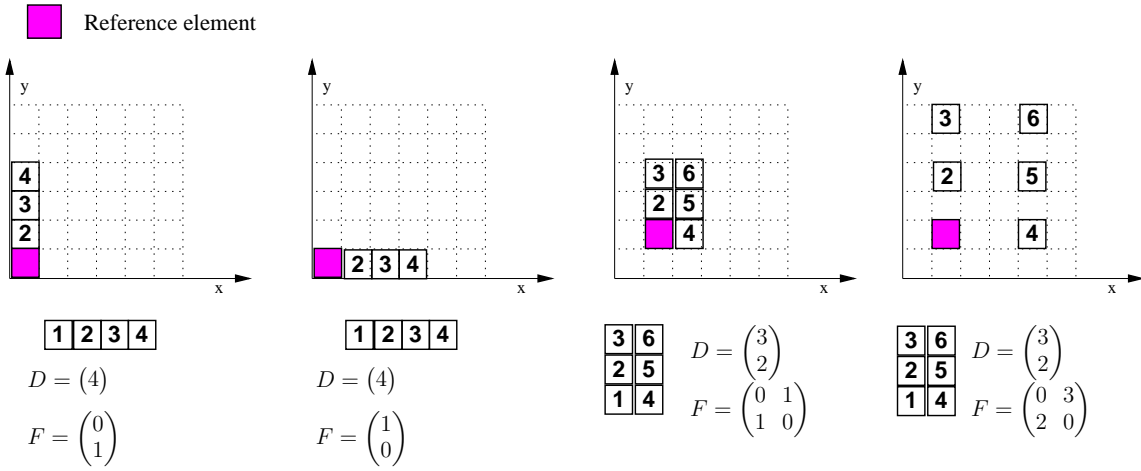 Reference element
y
4
3
2
x
1 2 3 4
D = (4)
F = (0
1)
y
2 3 4
x
1 2 3 4
D = (4)
F = (1
0)
y
3 6
2 5
4
x
3 6
2 5
1 4
D = (3
2)
F = (0 1
1 0)
y
3 6
2 5
4
x
3 6
2 5
1 4
D = (3
2)
F = (0 3
2 0)